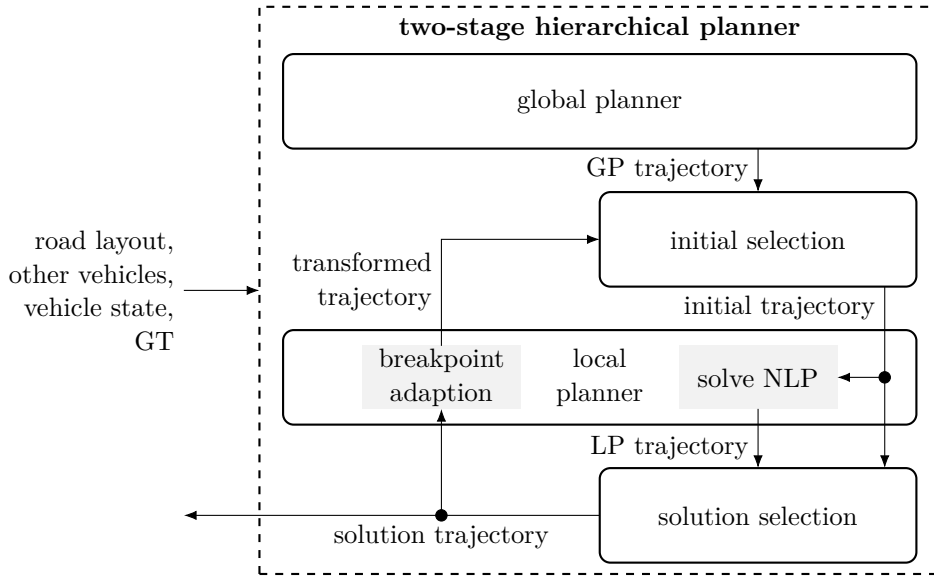 two-stage hierarchical planner
global planner
GP trajectory
initial selection
road layout,
other vehicles,
vehicle state,
GT
transformed
trajectory
initial trajectory
breakpoint
adaption
local
planner
solve NLP
LP trajectory
solution selection
solution trajectory